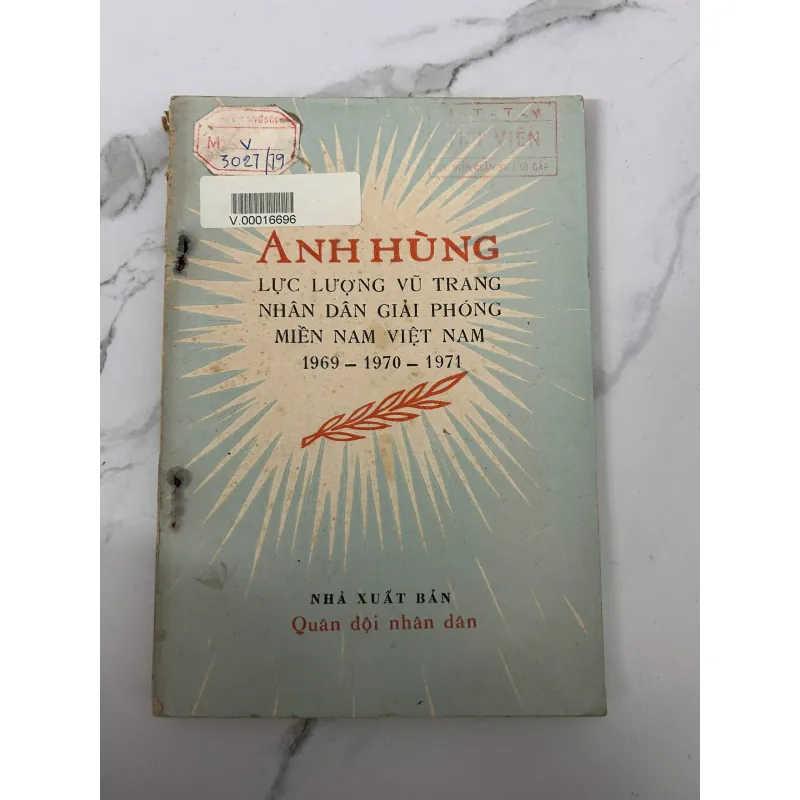 V
3027/79
VIỆN
V.00016696
ANH HÙNG
LỰC LƯỢNG VŨ TRANG
NHÂN DÂN GIẢI PHÓNG
MIỀN NAM VIỆT NAM
1969 – 1970 – 1971
NHÀ XUẤT BẢN
Quân đội nhân dân